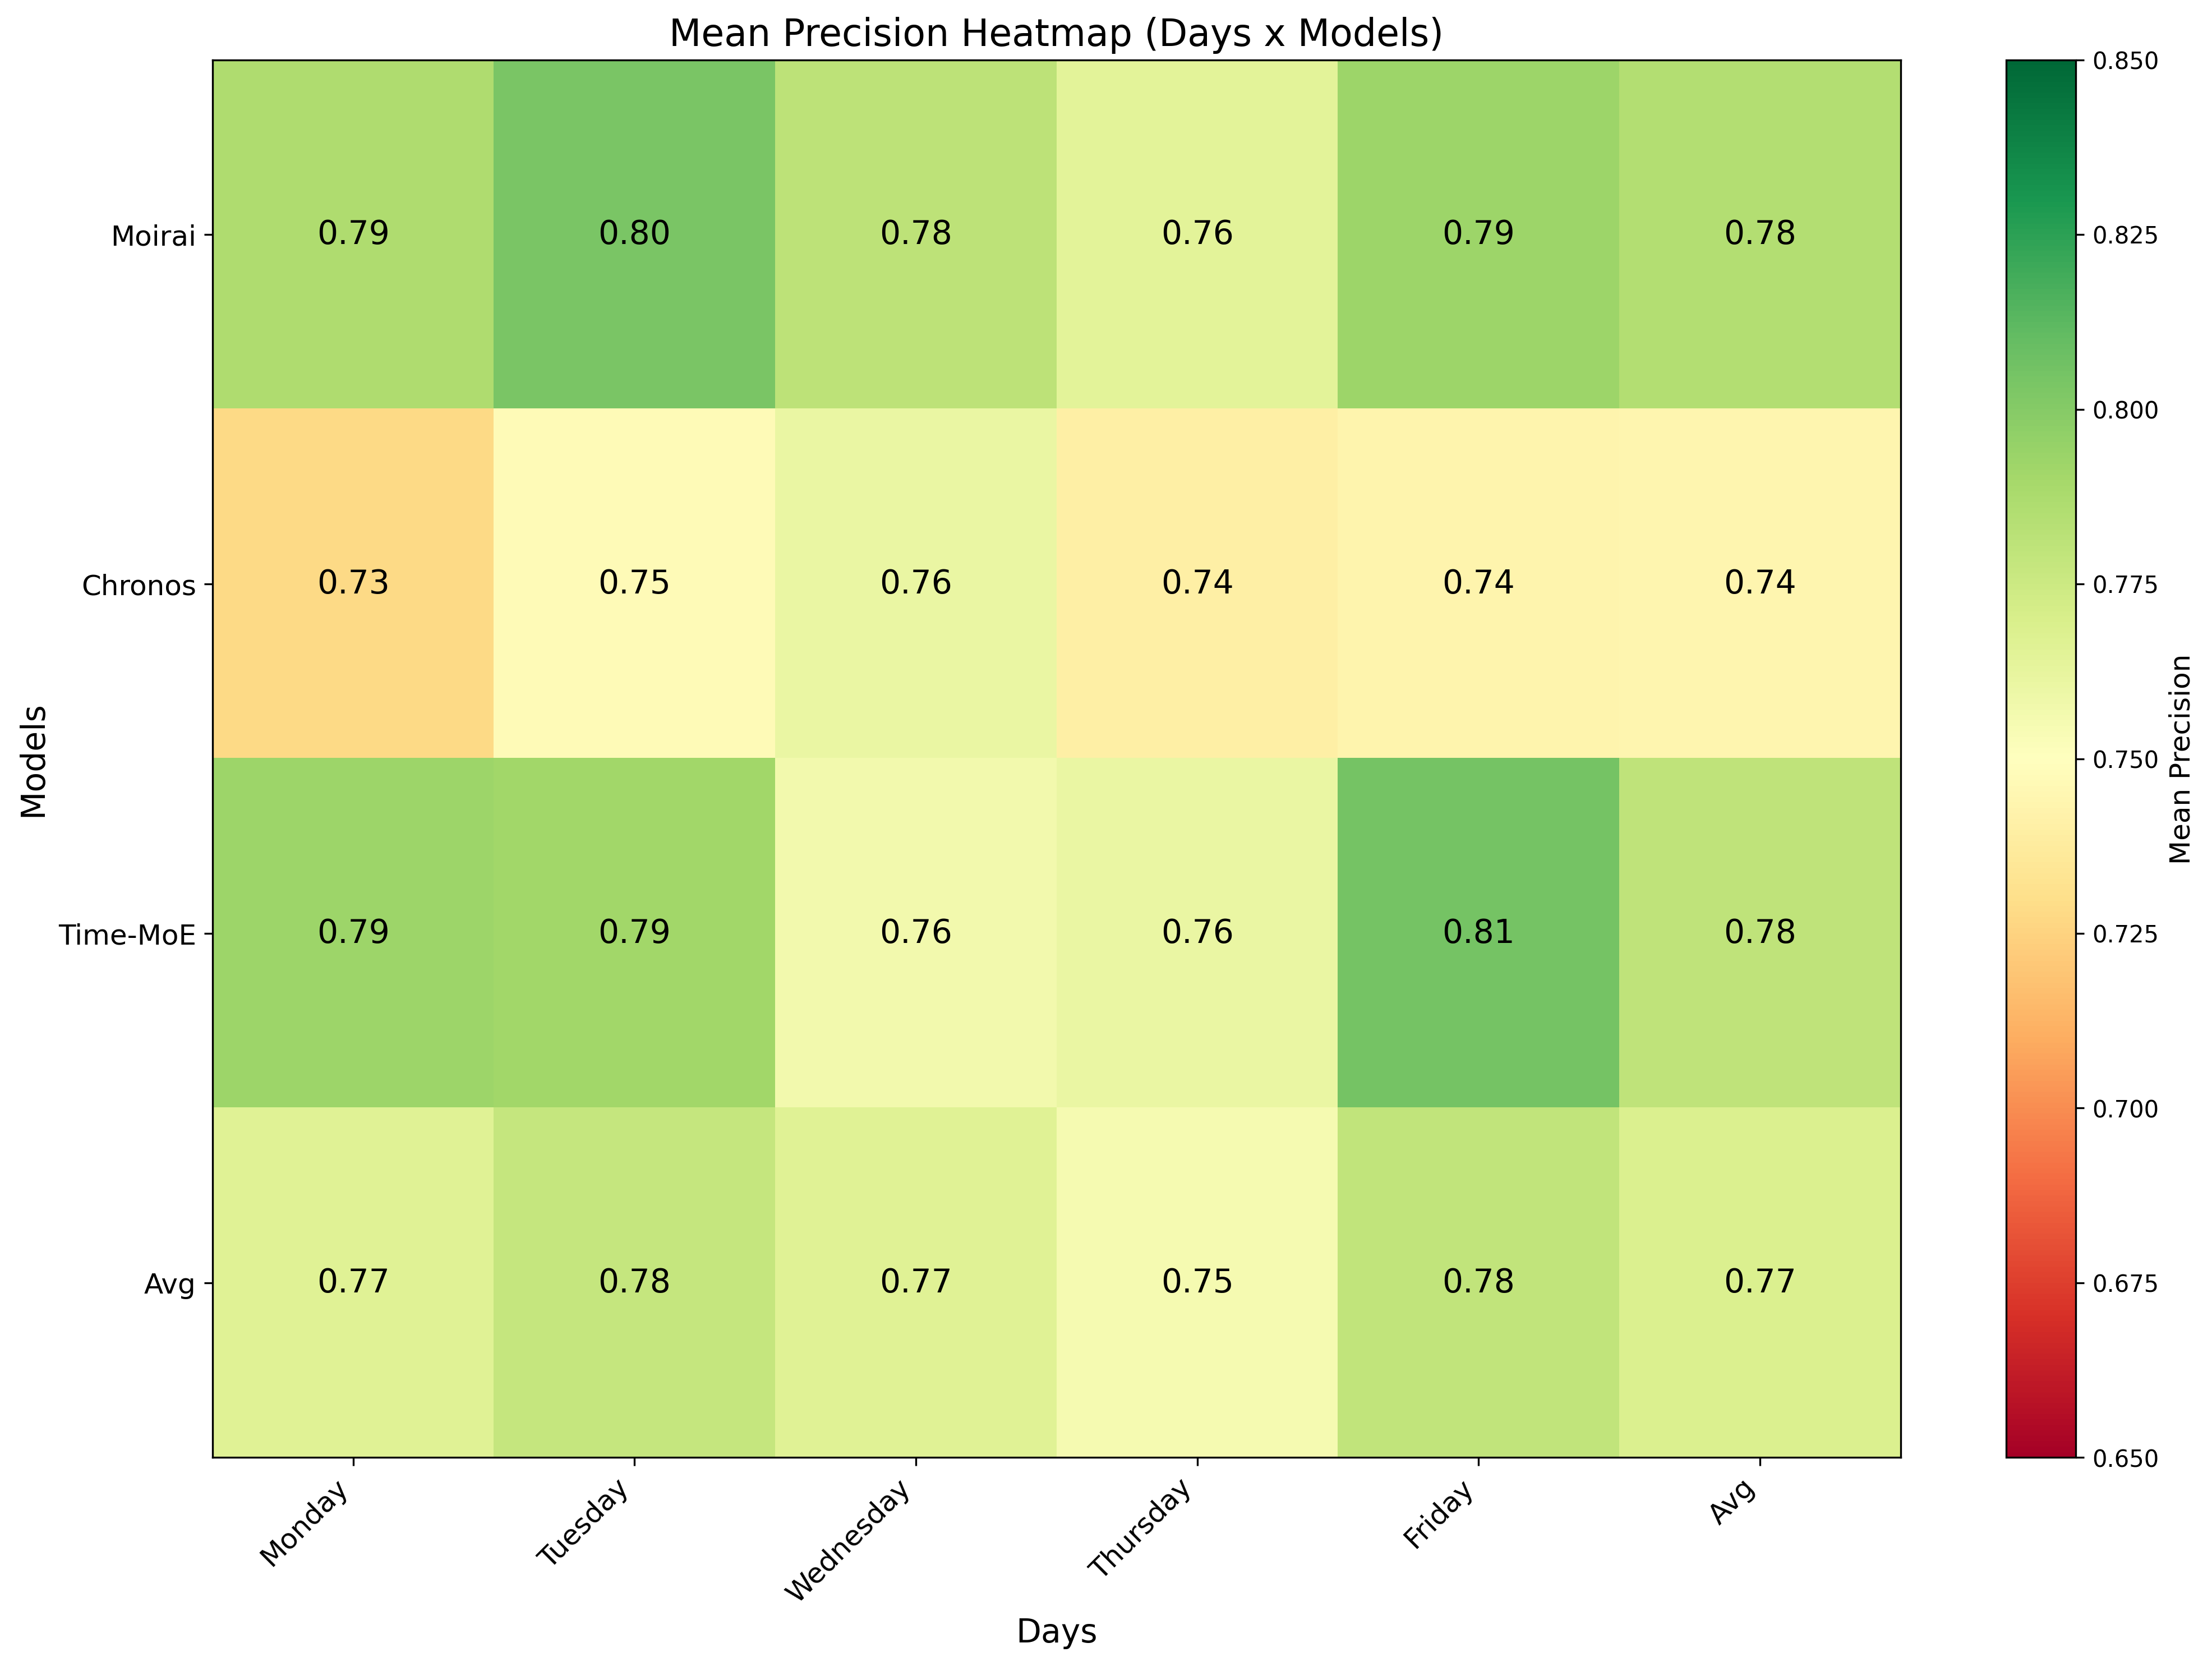 Mean Precision Heatmap (Days x Models)
Models
Moirai 0.79 0.80 0.78 0.76 0.79 0.78
Chronos 0.73 0.75 0.76 0.74 0.74 0.74
Time-MoE 0.79 0.79 0.76 0.76 0.81 0.78
Avg 0.77 0.78 0.77 0.75 0.78 0.77
Monday Tuesday Wednesday Thursday Friday Avg
Days
0.850
0.825
0.800
0.775
0.750
0.725
0.700
0.675
0.650
Mean Precision